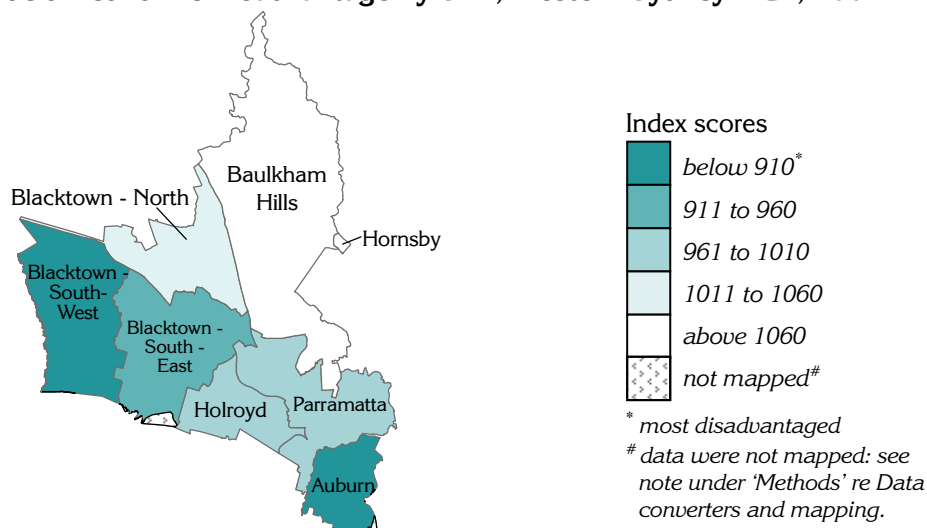 Baulkham
Hills
Blacktown - North
Hornsby
Blacktown -
South-
West
Blacktown -
South -
East
Holroyd
Parramatta
Auburn
Index scores
below 910*
911 to 960
961 to 1010
1011 to 1060
above 1060
not mapped#
* most disadvantaged
# data were not mapped: see
note under ‘Methods’ re Data
converters and mapping.